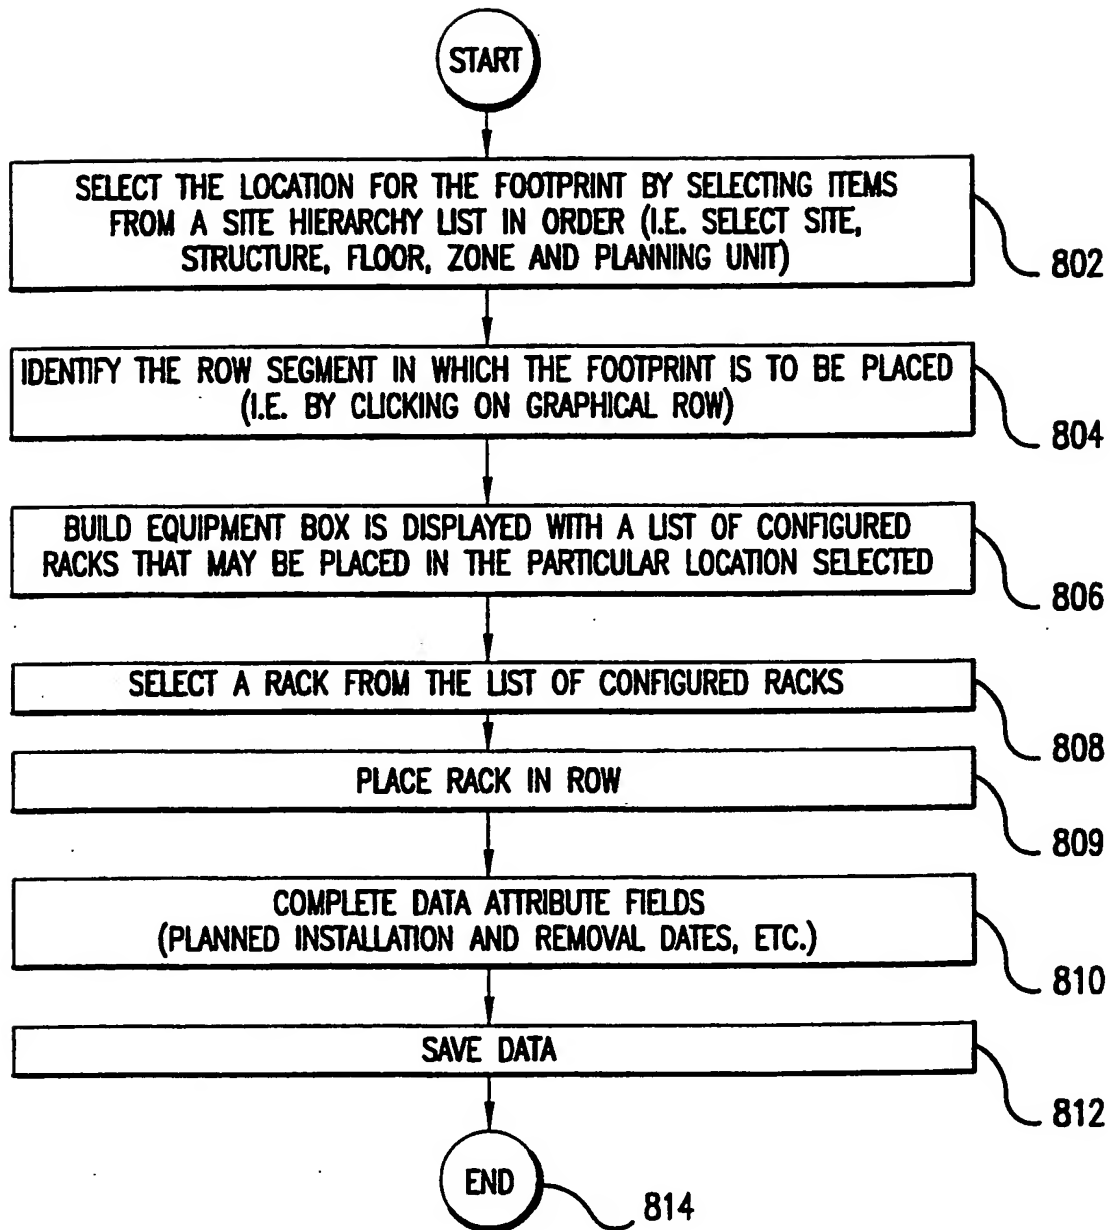 START
SELECT THE LOCATION FOR THE FOOTPRINT BY SELECTING ITEMS
FROM A SITE HIERARCHY LIST IN ORDER (I.E. SELECT SITE,
STRUCTURE, FLOOR, ZONE AND PLANNING UNIT)
802
IDENTIFY THE ROW SEGMENT IN WHICH THE FOOTPRINT IS TO BE PLACED
(I.E. BY CLICKING ON GRAPHICAL ROW)
804
BUILD EQUIPMENT BOX IS DISPLAYED WITH A LIST OF CONFIGURED
RACKS THAT MAY BE PLACED IN THE PARTICULAR LOCATION SELECTED
806
SELECT A RACK FROM THE LIST OF CONFIGURED RACKS
808
PLACE RACK IN ROW
809
COMPLETE DATA ATTRIBUTE FIELDS
(PLANNED INSTALLATION AND REMOVAL DATES, ETC.)
810
SAVE DATA
812
END
814